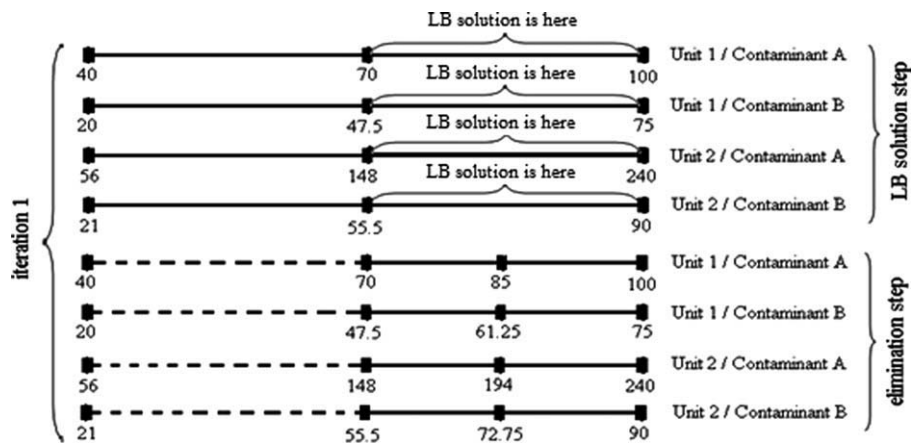 LB solution is here
40 70 100 Unit 1 / Contaminant A
LB solution is here
20 47.5 75 Unit 1 / Contaminant B
LB solution is here
56 148 240 Unit 2 / Contaminant A
LB solution is here
21 55.5 90 Unit 2 / Contaminant B
LB solution step
iteration 1
40 70 85 100 Unit 1 / Contaminant A
20 47.5 61.25 75 Unit 1 / Contaminant B
56 148 194 240 Unit 2 / Contaminant A
21 55.5 72.75 90 Unit 2 / Contaminant B
elimination step